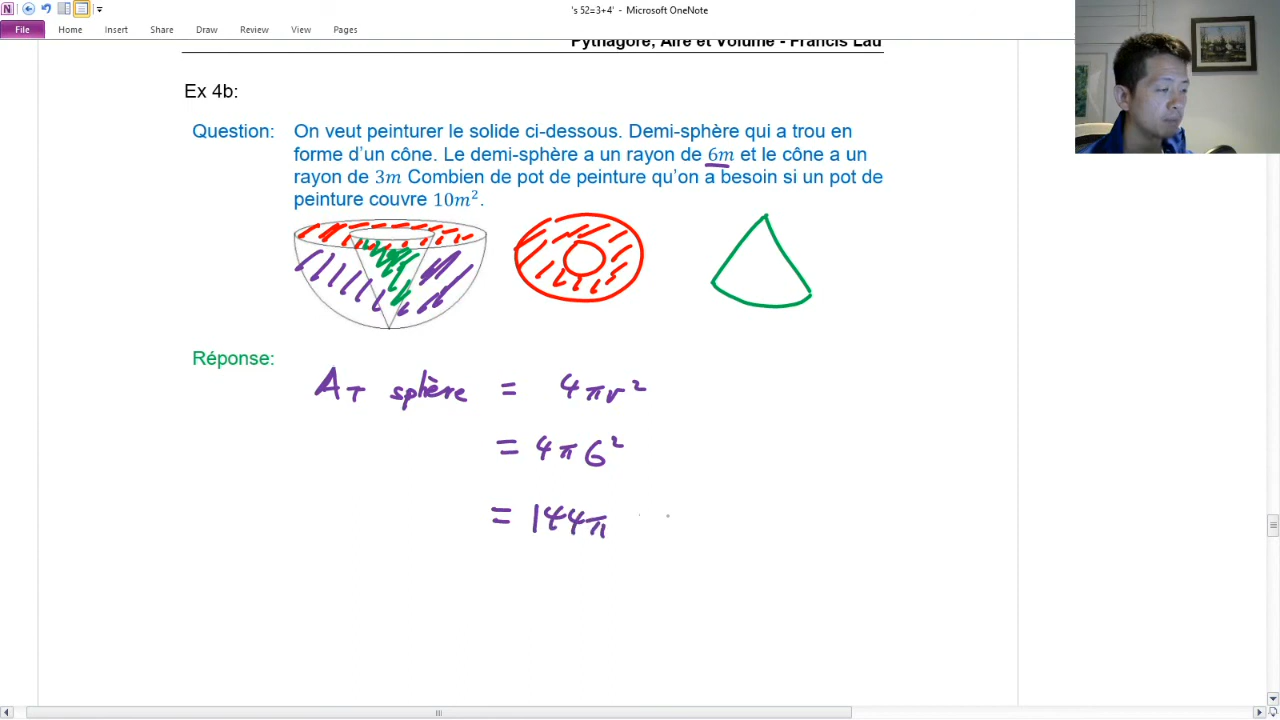 's 52=3+4' - Microsoft OneNote
File Home Insert Share Draw Review View Pages
Pythagore, Aire et Volume - Francis Lau
Ex 4b:
Question: On veut peinturer le solide ci-dessous. Demi-sphère qui a trou en
forme d'un cône. Le demi-sphère a un rayon de 6m et le cône a un
rayon de 3m Combien de pot de peinture qu'on a besoin si un pot de
peinture couvre 10m².
Réponse:
AT sphère = 4πr²
= 4π6²
= 144π